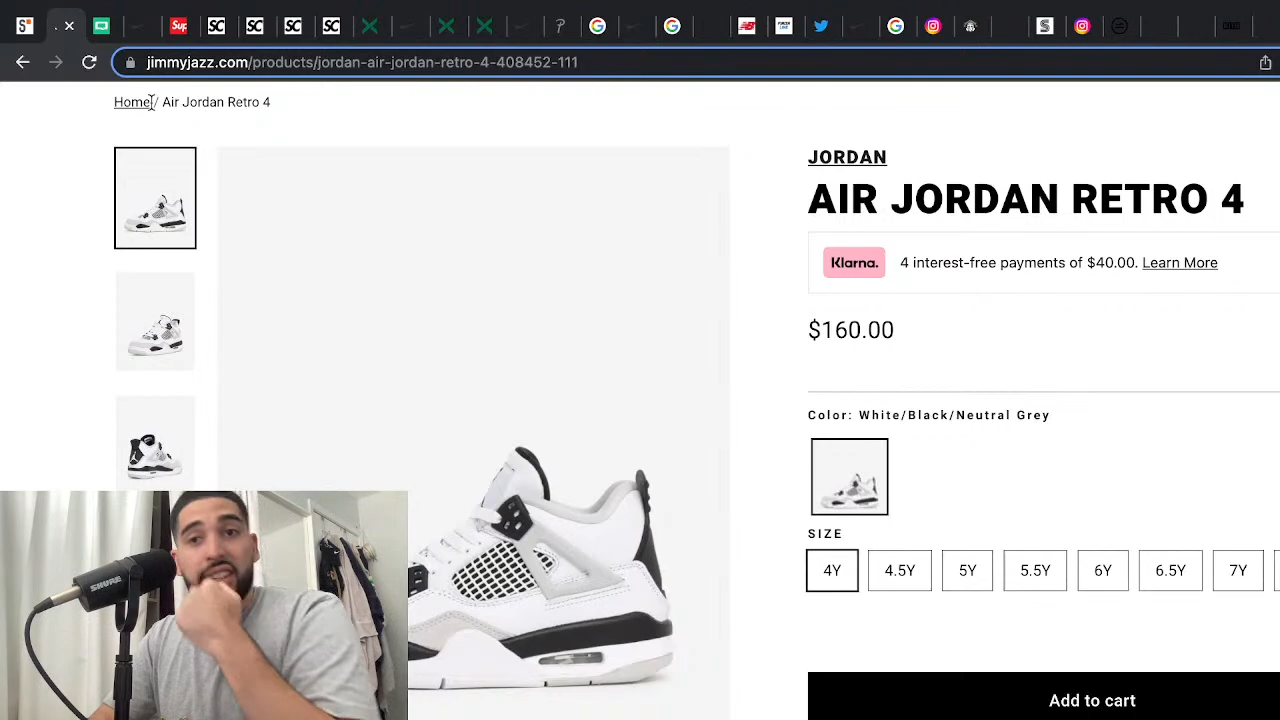 jimmyjazz.com/products/jordan-air-jordan-retro-4-408452-111
Home / Air Jordan Retro 4
JORDAN
AIR JORDAN RETRO 4
Klarna. 4 interest-free payments of $40.00. Learn More
$160.00
Color: White/Black/Neutral Grey
SIZE
4Y 4.5Y 5Y 5.5Y 6Y 6.5Y 7Y
Add to cart
SHURE